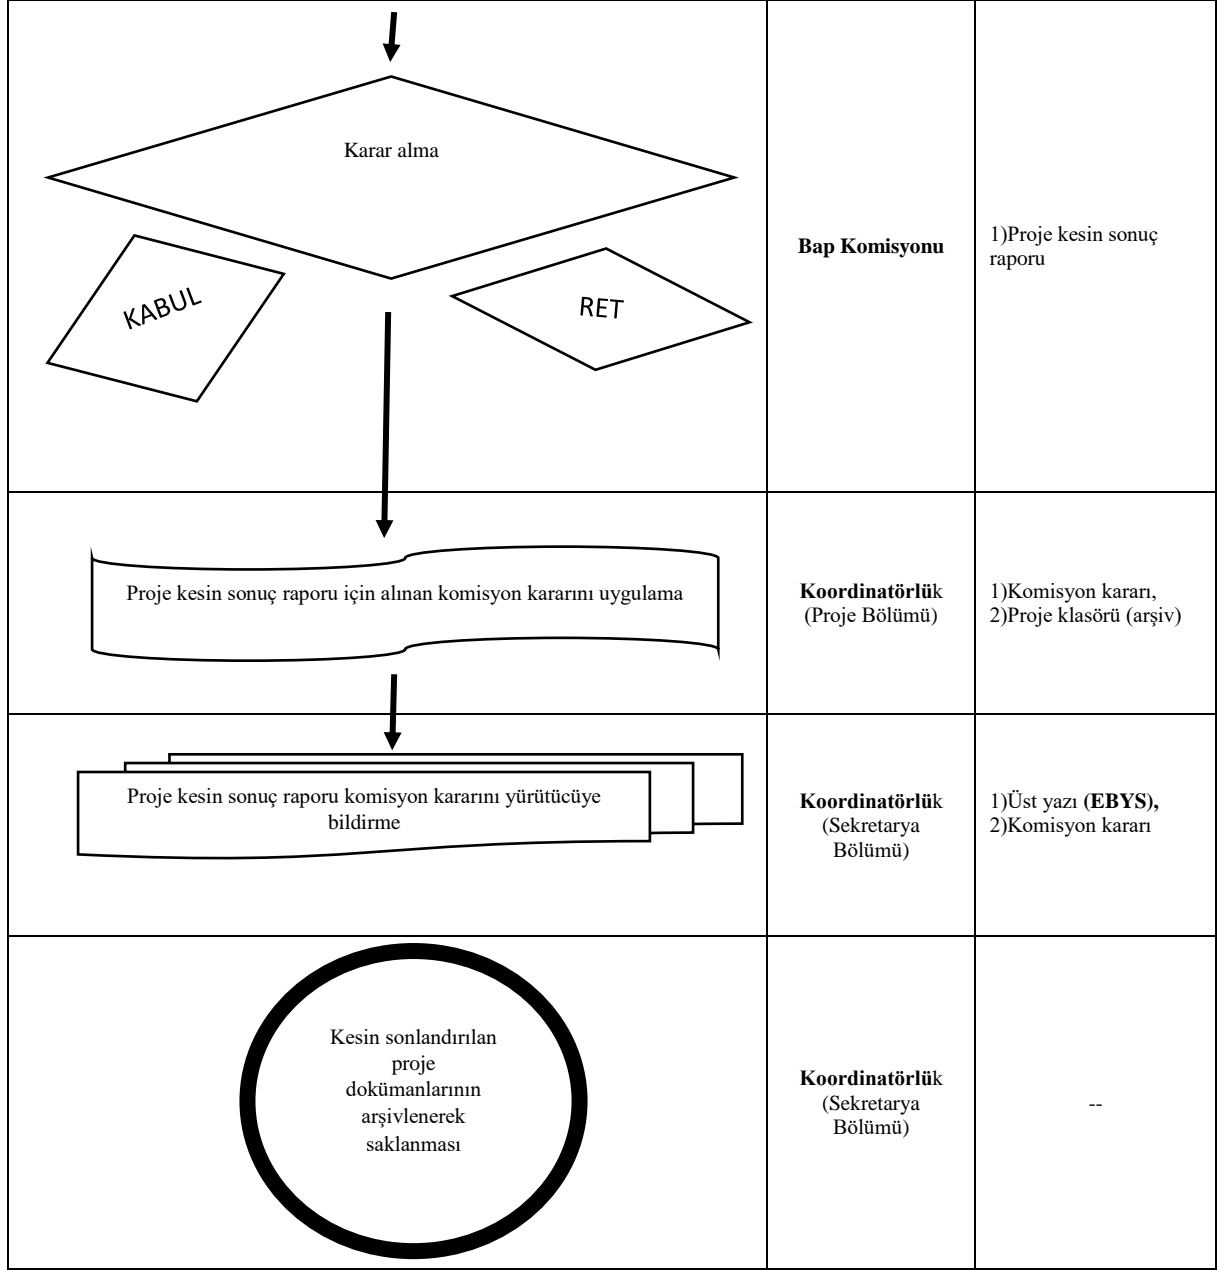 Karar alma
KABUL
RET
Bap Komisyonu
1)Proje kesin sonuç
raporu
Proje kesin sonuç raporu için alınan komisyon kararını uygulama
Koordinatörlük
(Proje Bölümü)
1)Komisyon kararı,
2)Proje klasörü (arşiv)
Proje kesin sonuç raporu komisyon kararını yürütücüye
bildirme
Koordinatörlük
(Sekretarya
Bölümü)
1)Üst yazı (EBYS),
2)Komisyon kararı
Kesin sonlandırılan
proje
dokümanlarının
arşivlenerek
saklanması
Koordinatörlük
(Sekretarya
Bölümü)
--